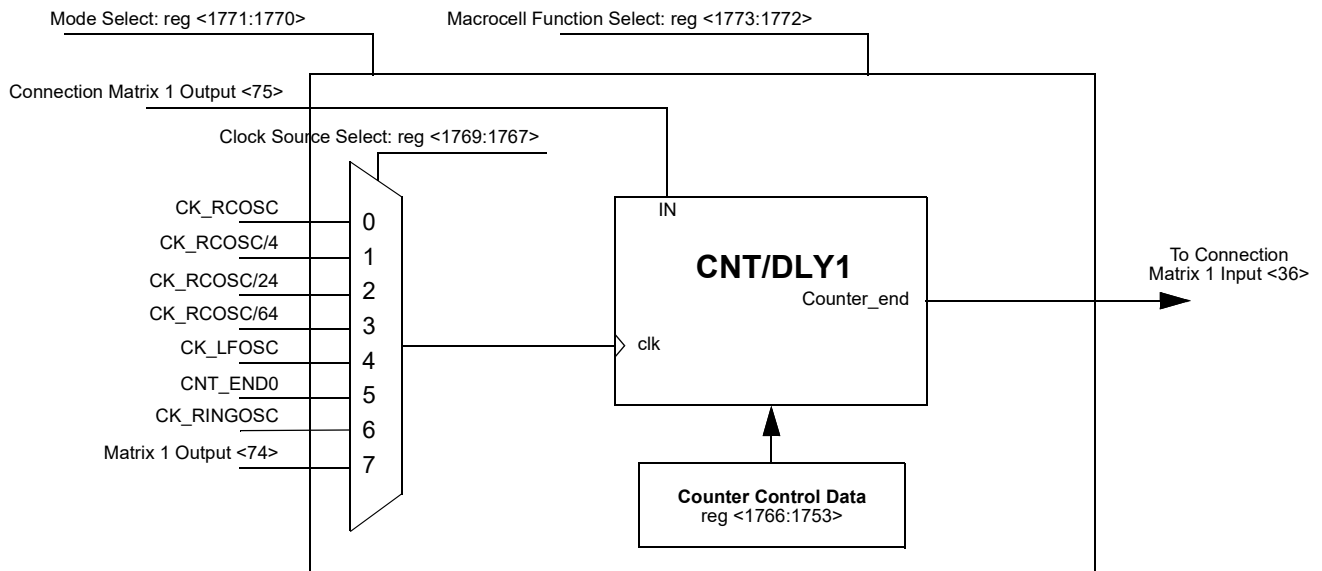 Mode Select: reg <1771:1770>
Macrocell Function Select: reg <1773:1772>
Connection Matrix 1 Output <75>
Clock Source Select: reg <1769:1767>
CK_RCOSC
0
CK_RCOSC/4
1
CK_RCOSC/24
2
CK_RCOSC/64
3
CK_LFOSC
4
CNT_END0
5
CK_RINGOSC
6
Matrix 1 Output <74>
7
IN
CNT/DLY1
Counter_end
clk
To Connection
Matrix 1 Input <36>
Counter Control Data
reg <1766:1753>